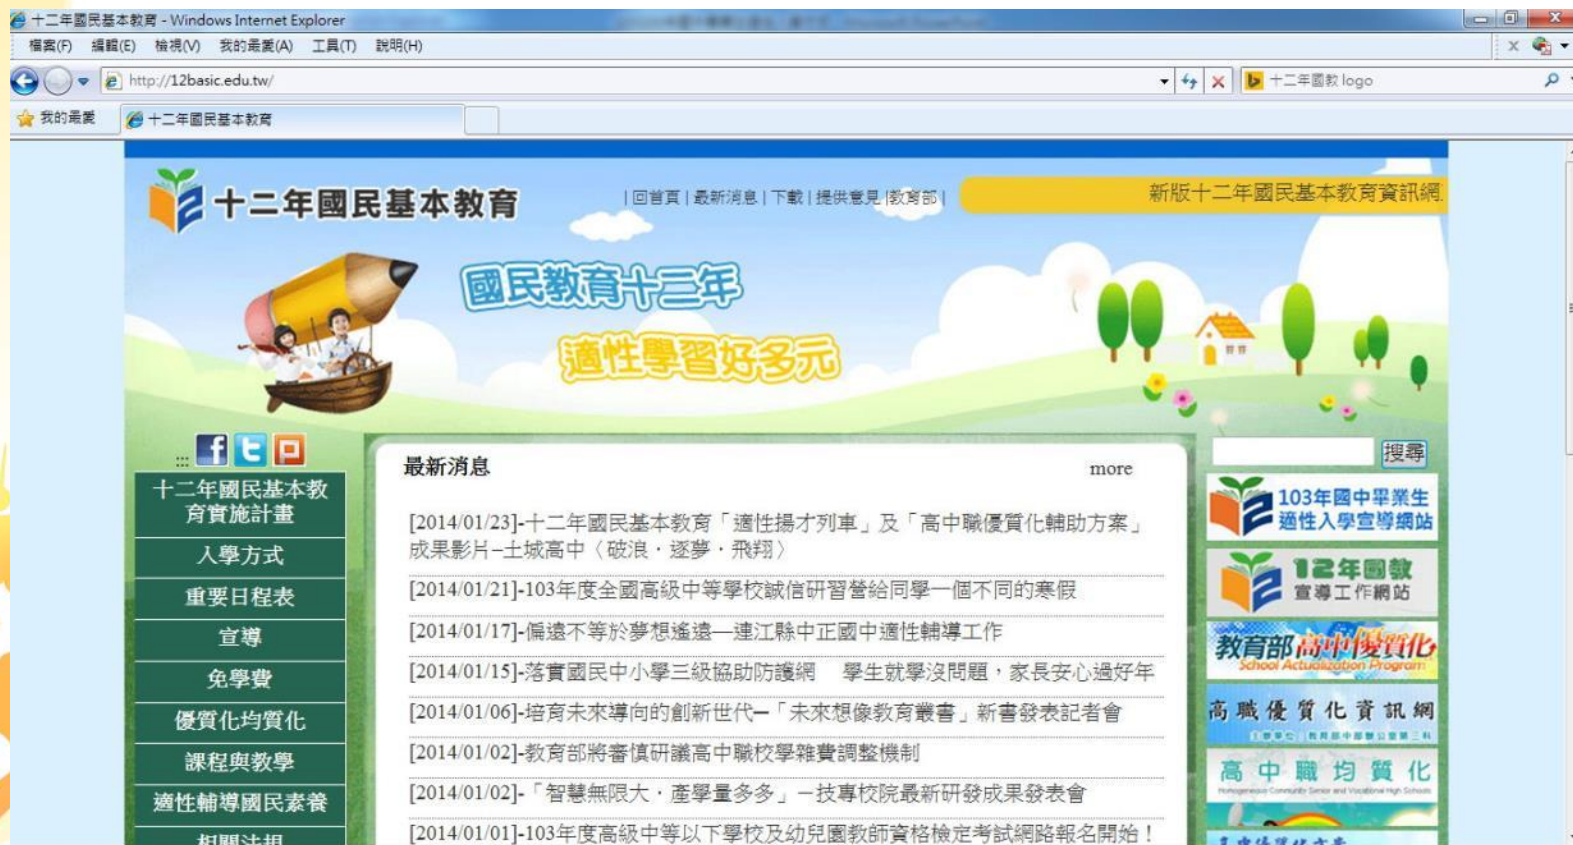 十二年國民基本教育 - Windows Internet Explorer
檔案(F) 編輯(E) 檢視(V) 我的最愛(A) 工具(T) 說明(H)
http://12basic.edu.tw/
十二年國教 logo
我的最愛
十二年國民基本教育
十二年國民基本教育
|回首頁|最新消息|下載|提供意見|教育部|
新版十二年國民基本教育資訊網
國民教育十二年
適性學習好多元
十二年國民基本教育實施計畫
入學方式
重要日程表
宣導
免學費
優質化均質化
課程與教學
適性輔導國民素養
相關法規
最新消息
more
[2014/01/23]-十二年國民基本教育「適性揚才列車」及「高中職優質化輔助方案」
成果影片–土城高中〈破浪．逐夢．飛翔〉
[2014/01/21]-103年度全國高級中等學校誠信研習營給同學一個不同的寒假
[2014/01/17]-偏遠不等於夢想遙遠—連江縣中正國中適性輔導工作
[2014/01/15]-落實國民中小學三級協助防護網 學生就學沒問題，家長安心過好年
[2014/01/06]-培育未來導向的創新世代─「未來想像教育叢書」新書發表記者會
[2014/01/02]-教育部將審慎研議高中職校學雜費調整機制
[2014/01/02]-「智慧無限大．產學量多多」－技專校院最新研發成果發表會
[2014/01/01]-103年度高級中等以下學校及幼兒園教師資格檢定考試網路報名開始！
搜尋
103年國中畢業生
適性入學宣導網站
12年國教
宣導工作網站
教育部高中優質化
School Actualization Program
高職優質化資訊網
高中職均質化